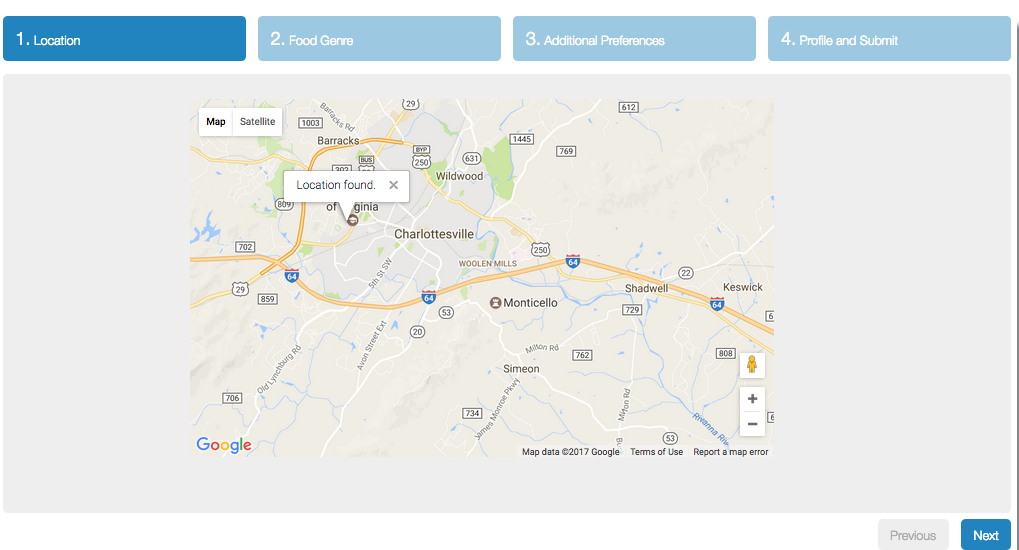 1. Location
2. Food Genre
3. Additional Preferences
4. Profile and Submit
Map
Satellite
29
612
Barracks Rd
1003
Barracks
1445
BYP
250
769
BUS
631
Wildwood
Location found. ×
809
of
ginia
Charlottesville
702
250
WOOLEN MILLS
64
64
5th St SW
22
29
859
64
Shadwell
Keswick
64
Monticello
53
729
20
Avon Street Ext
Milton Rd
762
808
Old Lynchburg Rd
Simeon
706
James Monroe Pkwy
Milton Rd
734
Rivanna Riv
53
+
−
Google
Map data ©2017 Google
Terms of Use
Report a map error
Previous
Next